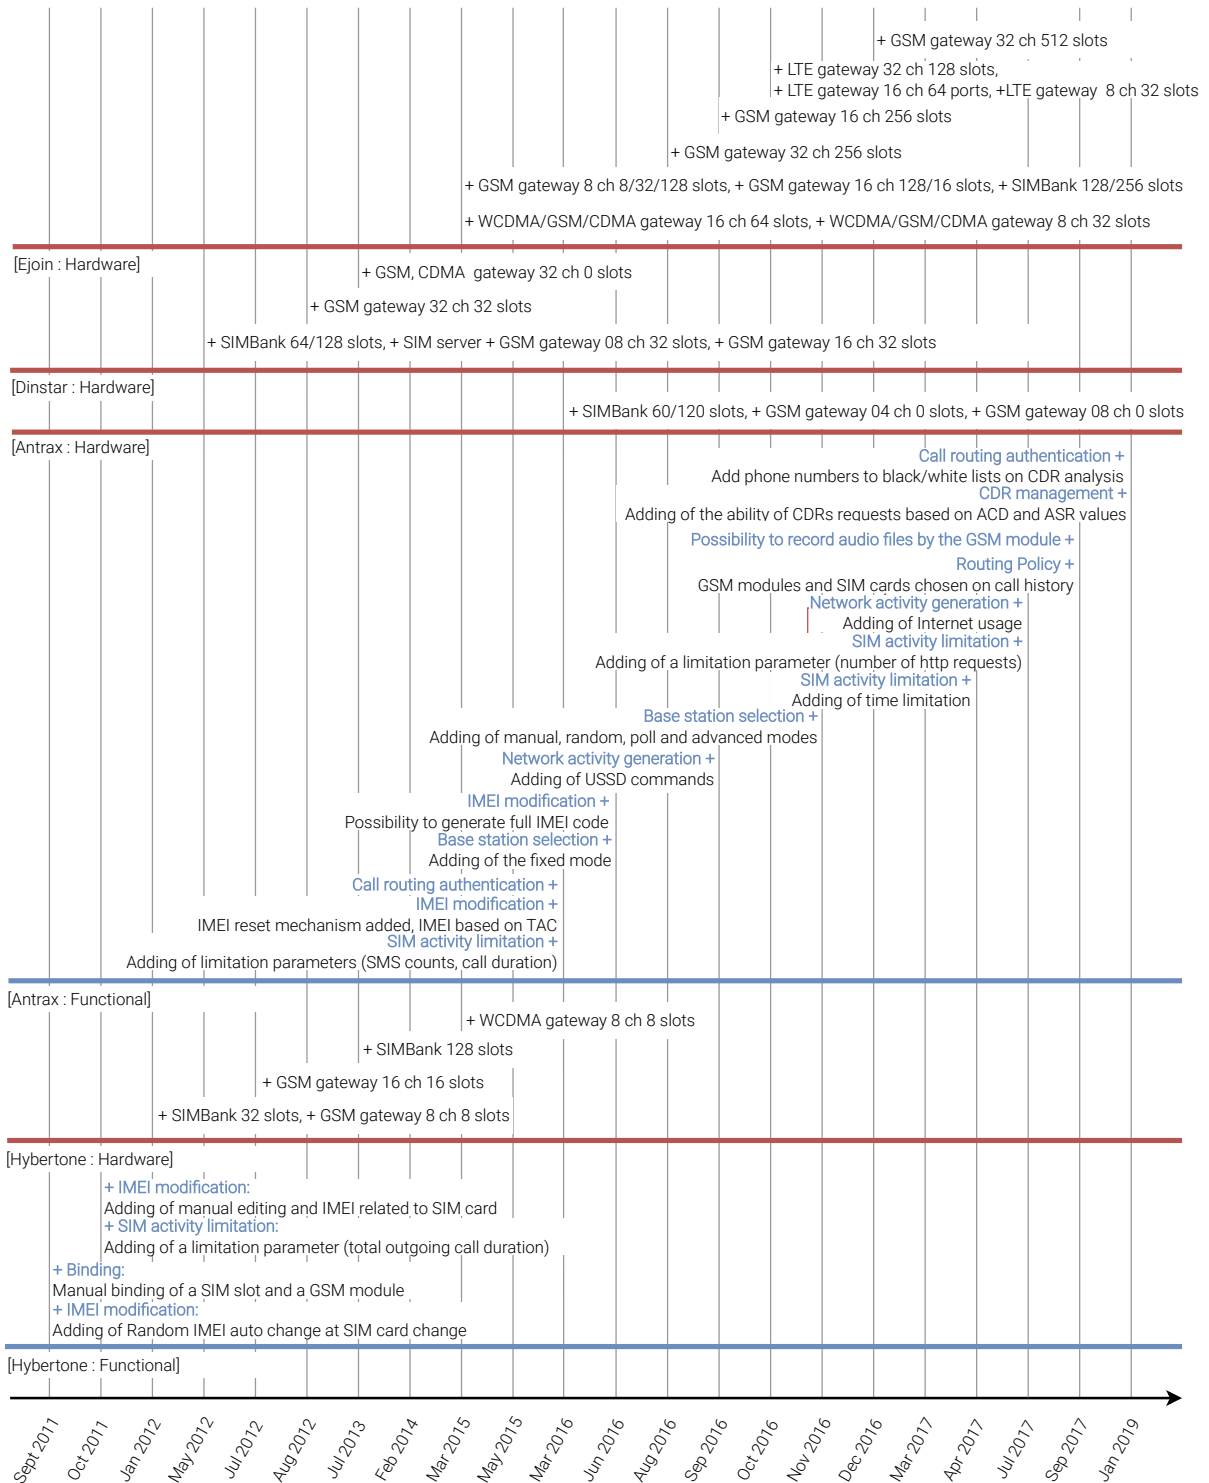 + GSM gateway 32 ch 512 slots
+ LTE gateway 32 ch 128 slots,
+ LTE gateway 16 ch 64 ports, +LTE gateway 8 ch 32 slots
+ GSM gateway 16 ch 256 slots
+ GSM gateway 32 ch 256 slots
+ GSM gateway 8 ch 8/32/128 slots, + GSM gateway 16 ch 128/16 slots, + SIMBank 128/256 slots
+ WCDMA/GSM/CDMA gateway 16 ch 64 slots, + WCDMA/GSM/CDMA gateway 8 ch 32 slots
[Ejoin : Hardware]
+ GSM, CDMA gateway 32 ch 0 slots
+ GSM gateway 32 ch 32 slots
+ SIMBank 64/128 slots, + SIM server + GSM gateway 08 ch 32 slots, + GSM gateway 16 ch 32 slots
[Dinstar : Hardware]
+ SIMBank 60/120 slots, + GSM gateway 04 ch 0 slots, + GSM gateway 08 ch 0 slots
[Antrax : Hardware]
Call routing authentication +
Add phone numbers to black/white lists on CDR analysis
CDR management +
Adding of the ability of CDRs requests based on ACD and ASR values
Possibility to record audio files by the GSM module +
Routing Policy +
GSM modules and SIM cards chosen on call history
Network activity generation +
Adding of Internet usage
SIM activity limitation +
Adding of a limitation parameter (number of http requests)
SIM activity limitation +
Adding of time limitation
Base station selection +
Adding of manual, random, poll and advanced modes
Network activity generation +
Adding of USSD commands
IMEI modification +
Possibility to generate full IMEI code
Base station selection +
Adding of the fixed mode
Call routing authentication +
IMEI modification +
IMEI reset mechanism added, IMEI based on TAC
SIM activity limitation +
Adding of limitation parameters (SMS counts, call duration)
[Antrax : Functional]
+ WCDMA gateway 8 ch 8 slots
+ SIMBank 128 slots
+ GSM gateway 16 ch 16 slots
+ SIMBank 32 slots, + GSM gateway 8 ch 8 slots
[Hybertone : Hardware]
+ IMEI modification:
Adding of manual editing and IMEI related to SIM card
+ SIM activity limitation:
Adding of a limitation parameter (total outgoing call duration)
+ Binding:
Manual binding of a SIM slot and a GSM module
+ IMEI modification:
Adding of Random IMEI auto change at SIM card change
[Hybertone : Functional]
Sept 2011
Oct 2011
Jan 2012
May 2012
Jul 2012
Aug 2012
Jul 2013
Feb 2014
Mar 2015
May 2015
Mar 2016
Jun 2016
Aug 2016
Sep 2016
Oct 2016
Nov 2016
Dec 2016
Mar 2017
Apr 2017
Jul 2017
Sep 2017
Jan 2019